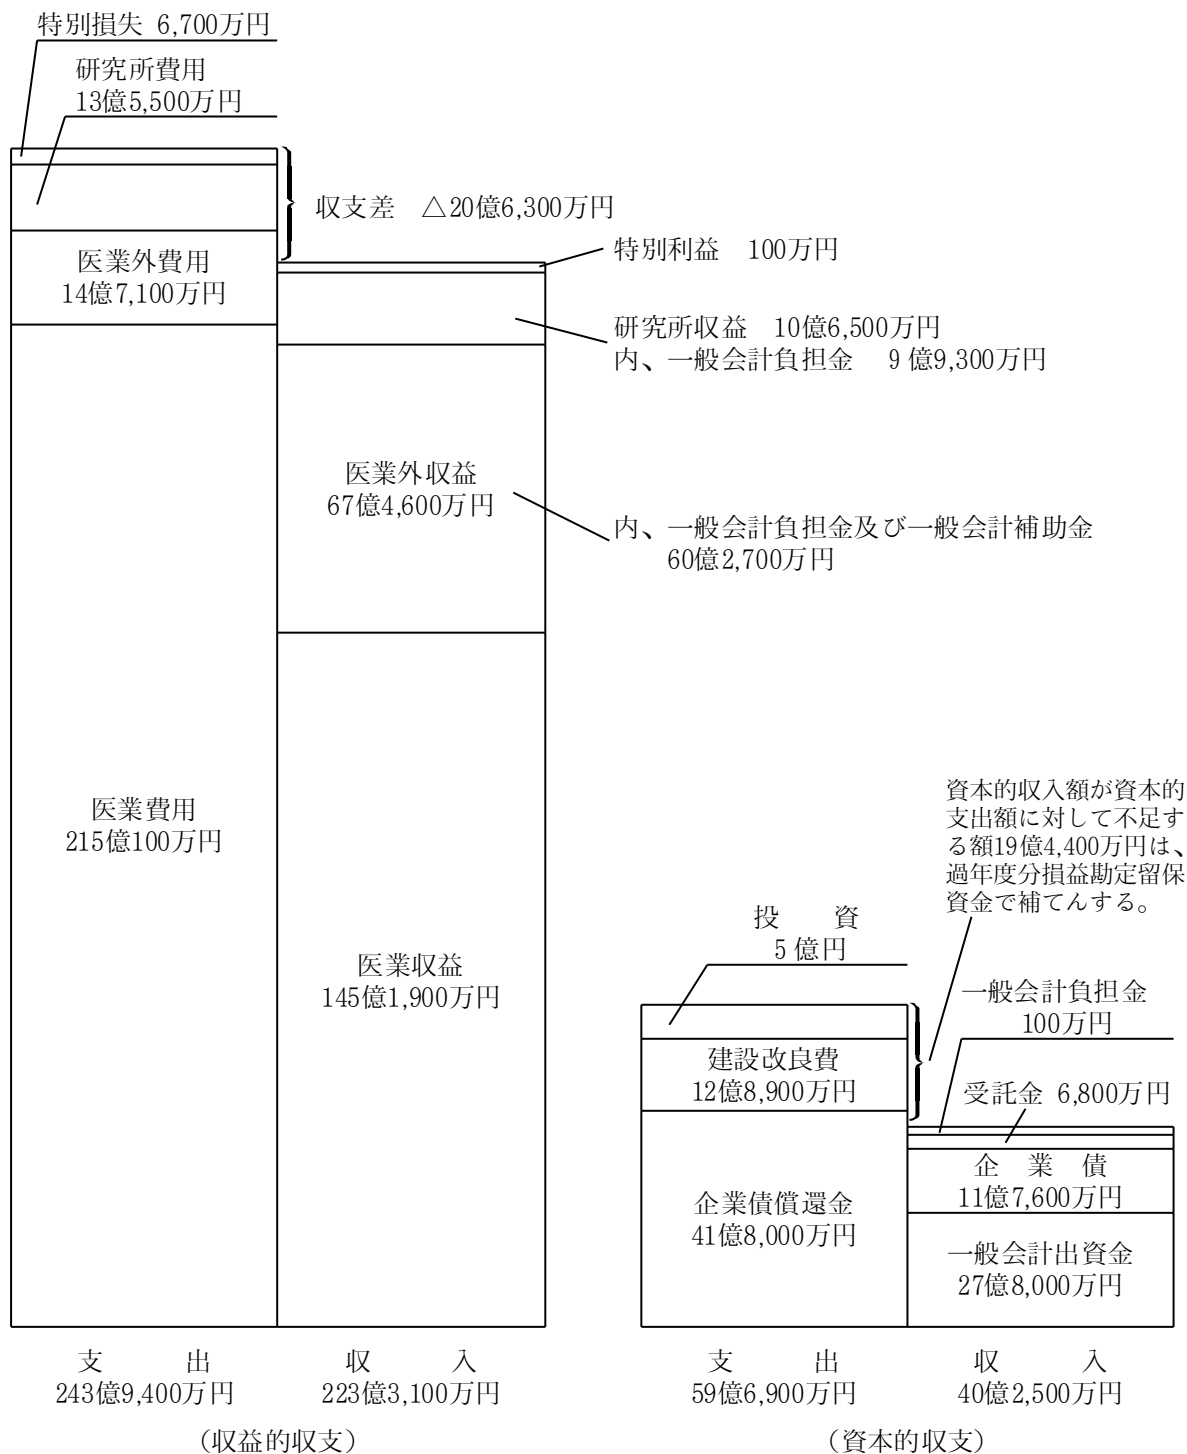 特別損失 6,700万円
研究所費用
13億5,500万円
収支差 △20億6,300万円
医業外費用
14億7,100万円
特別利益 100万円
研究所収益 10億6,500万円
内、一般会計負担金 9億9,300万円
医業外収益
67億4,600万円
内、一般会計負担金及び一般会計補助金
60億2,700万円
医業費用
215億100万円
医業収益
145億1,900万円
支出
243億9,400万円
収入
223億3,100万円
（収益的収支）
資本的収入額が資本的
支出額に対して不足す
る額19億4,400万円は、
過年度分損益勘定留保
資金で補てんする。
投資
5億円
一般会計負担金
100万円
建設改良費
12億8,900万円
受託金 6,800万円
企業債
11億7,600万円
企業債償還金
41億8,000万円
一般会計出資金
27億8,000万円
支出
59億6,900万円
収入
40億2,500万円
（資本的収支）